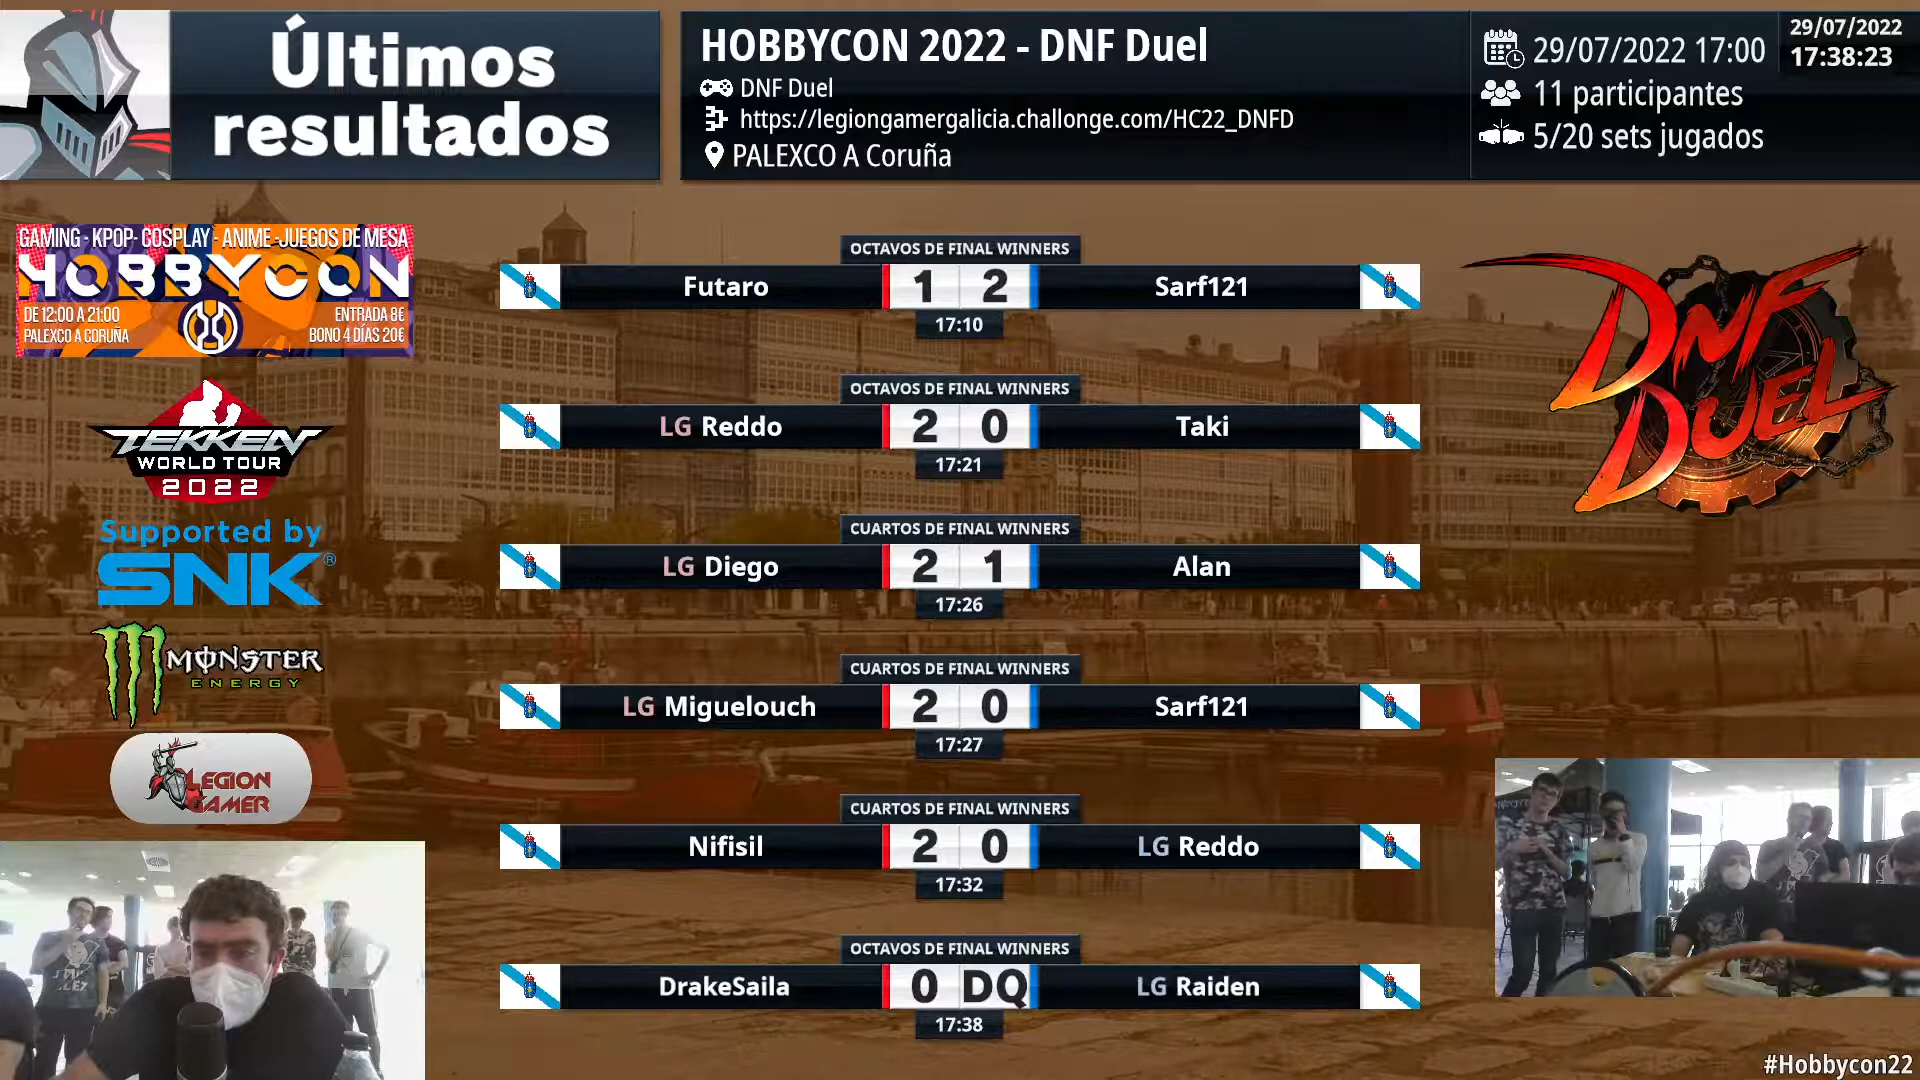 Últimos
resultados
HOBBYCON 2022 - DNF Duel
DNF Duel
https://legiongamergalicia.challonge.com/HC22_DNFD
PALEXCO A Coruña
29/07/2022 17:00
11 participantes
5/20 sets jugados
29/07/2022
17:38:23
GAMING - KPOP- COSPLAY - ANIME -JUEGOS DE MESA
HOBBYCON
DE 12:00 A 21:00
PALEXCO A CORUÑA
ENTRADA 8€
BONO 4 DÍAS 20€
TEKKEN
WORLD TOUR
2022
Supported by
SNK®
MONSTER
ENERGY
LEGION
GAMER
OCTAVOS DE FINAL WINNERS
Futaro 1 2 Sarf121
17:10
OCTAVOS DE FINAL WINNERS
LG Reddo 2 0 Taki
17:21
CUARTOS DE FINAL WINNERS
LG Diego 2 1 Alan
17:26
CUARTOS DE FINAL WINNERS
LG Miguelouch 2 0 Sarf121
17:27
CUARTOS DE FINAL WINNERS
Nifisil 2 0 LG Reddo
17:32
OCTAVOS DE FINAL WINNERS
DrakeSaila 0 DQ LG Raiden
17:38
DNF
DUEL
#Hobbycon22